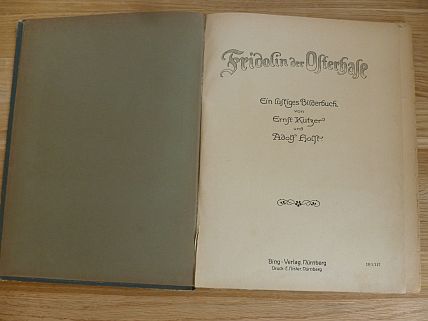 Fridolin der Osterhase
Ein lustiges Bilderbuch
von
Ernst Kutzer
und
Adolf Holst
Bing-Verlag, Nürnberg
Druck E. Nister, Nürnberg